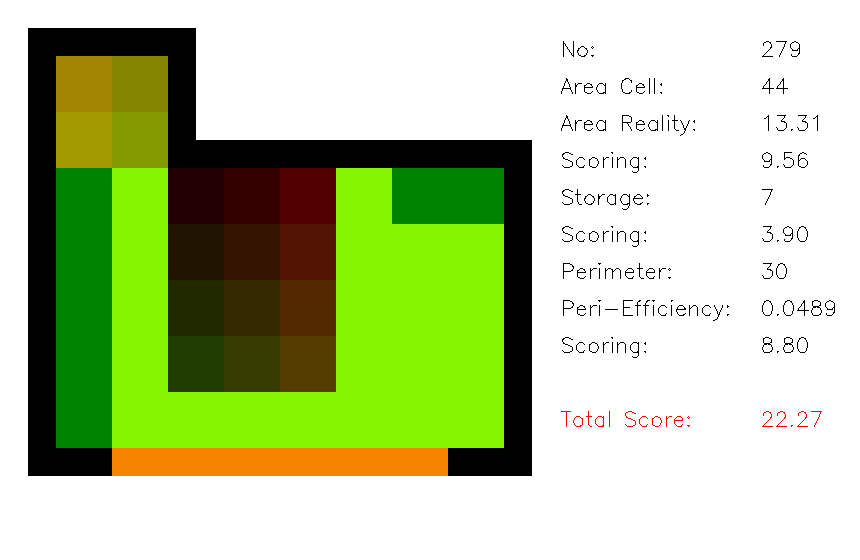 No: 279
Area Cell: 44
Area Reality: 13.31
Scoring: 9.56
Storage: 7
Scoring: 3.90
Perimeter: 30
Peri-Efficiency: 0.0489
Scoring: 8.80
Total Score: 22.27